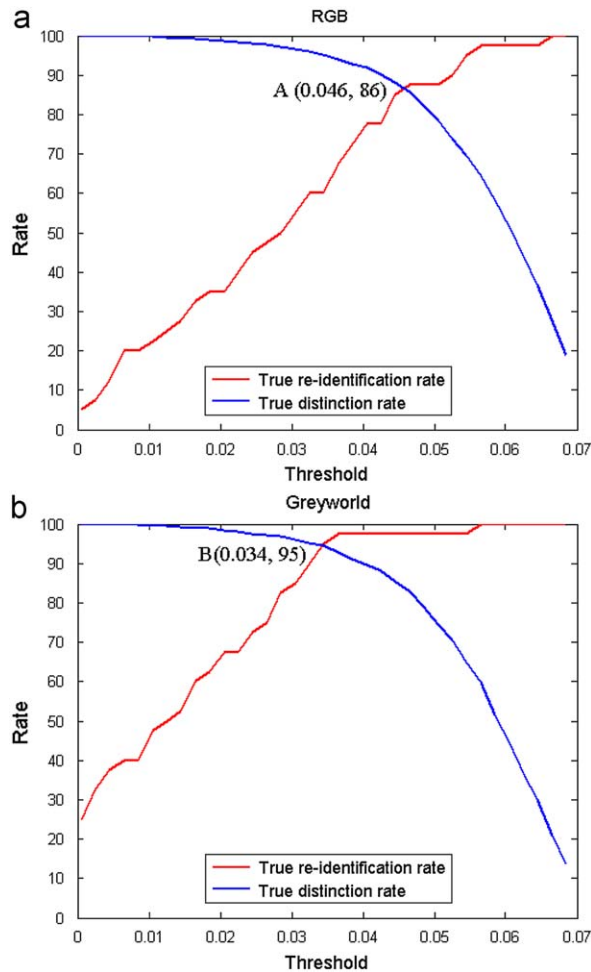 a
RGB
100
90
80
70
60
50
40
30
20
10
0
Rate
A (0.046, 86)
True re-identification rate
True distinction rate
0 0.01 0.02 0.03 0.04 0.05 0.06 0.07
Threshold
b
Greyworld
100
90
80
70
60
50
40
30
20
10
0
Rate
B(0.034, 95)
True re-identification rate
True distinction rate
0 0.01 0.02 0.03 0.04 0.05 0.06 0.07
Threshold